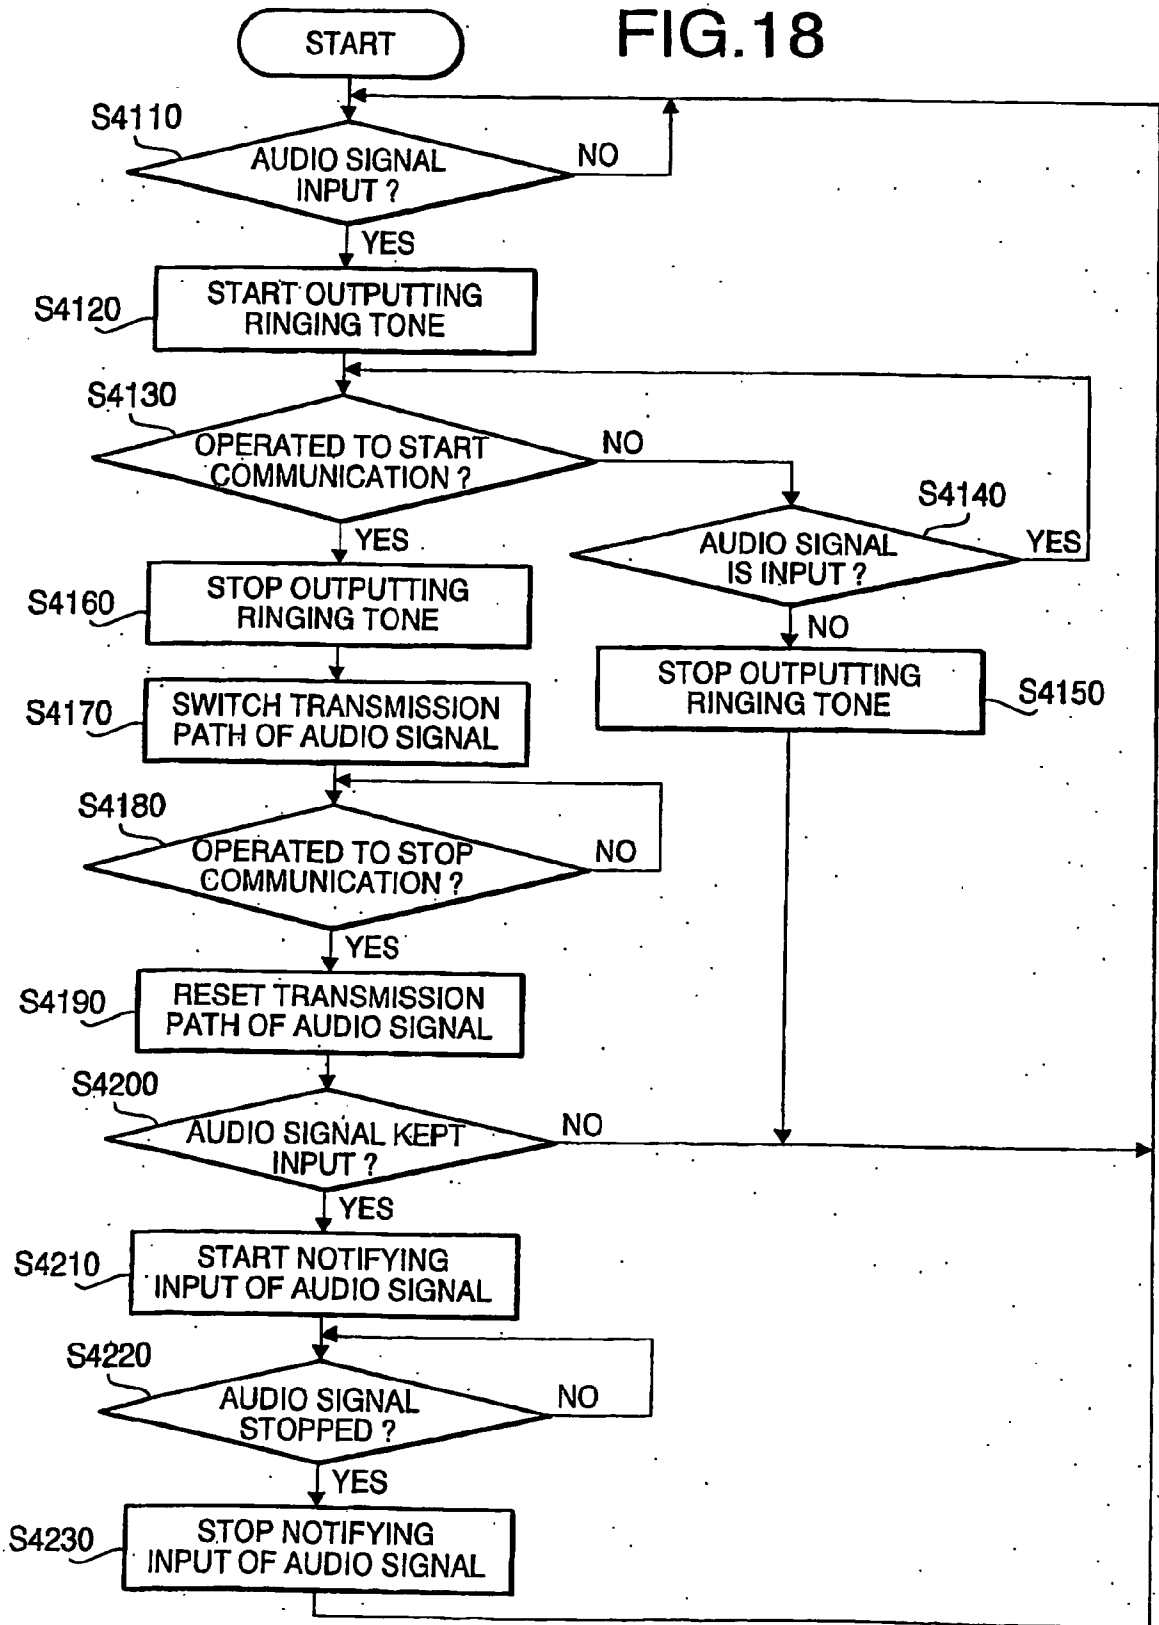 FIG.18
START
S4110
AUDIO SIGNAL
INPUT ?
NO
YES
S4120
START OUTPUTTING
RINGING TONE
S4130
OPERATED TO START
COMMUNICATION ?
NO
YES
S4140
AUDIO SIGNAL
IS INPUT ?
YES
NO
S4160
STOP OUTPUTTING
RINGING TONE
STOP OUTPUTTING
RINGING TONE
S4150
S4170
SWITCH TRANSMISSION
PATH OF AUDIO SIGNAL
S4180
OPERATED TO STOP
COMMUNICATION ?
NO
YES
S4190
RESET TRANSMISSION
PATH OF AUDIO SIGNAL
S4200
AUDIO SIGNAL KEPT
INPUT ?
NO
YES
S4210
START NOTIFYING
INPUT OF AUDIO SIGNAL
S4220
AUDIO SIGNAL
STOPPED ?
NO
YES
S4230
STOP NOTIFYING
INPUT OF AUDIO SIGNAL